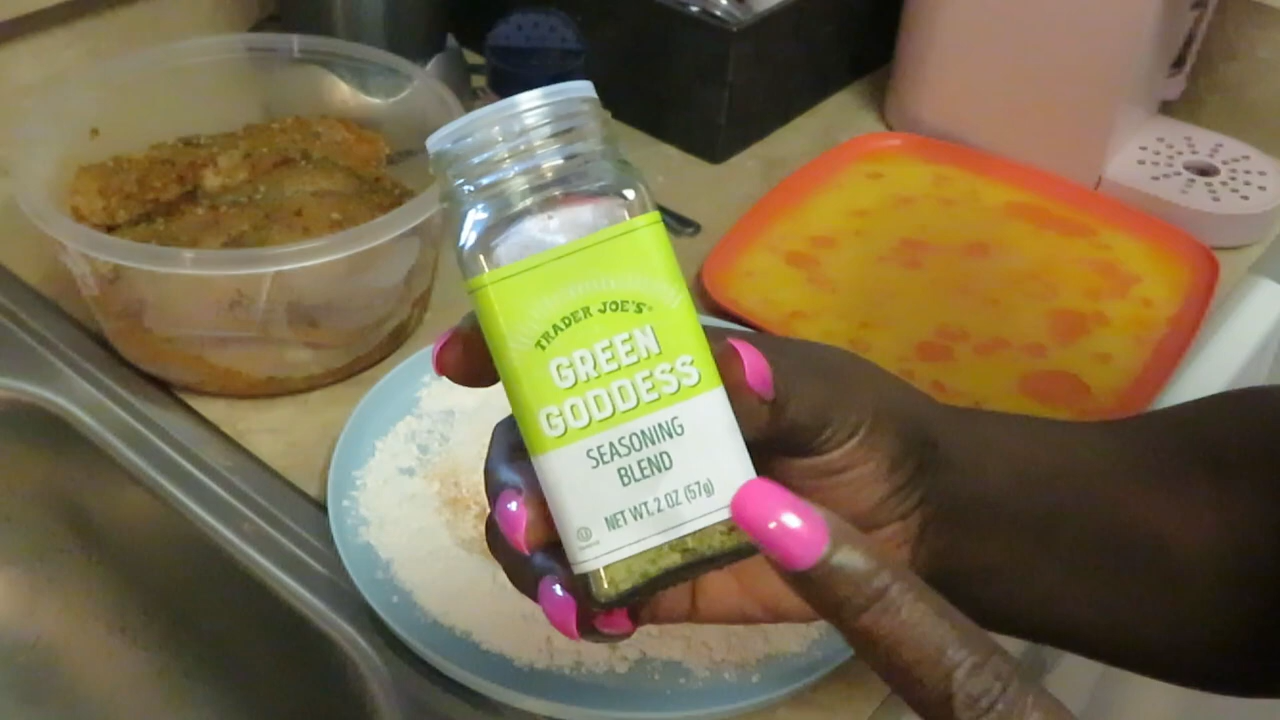 TRADER JOE'S
GREEN
GODDESS
SEASONING
BLEND
NET WT. 2 OZ (57g)